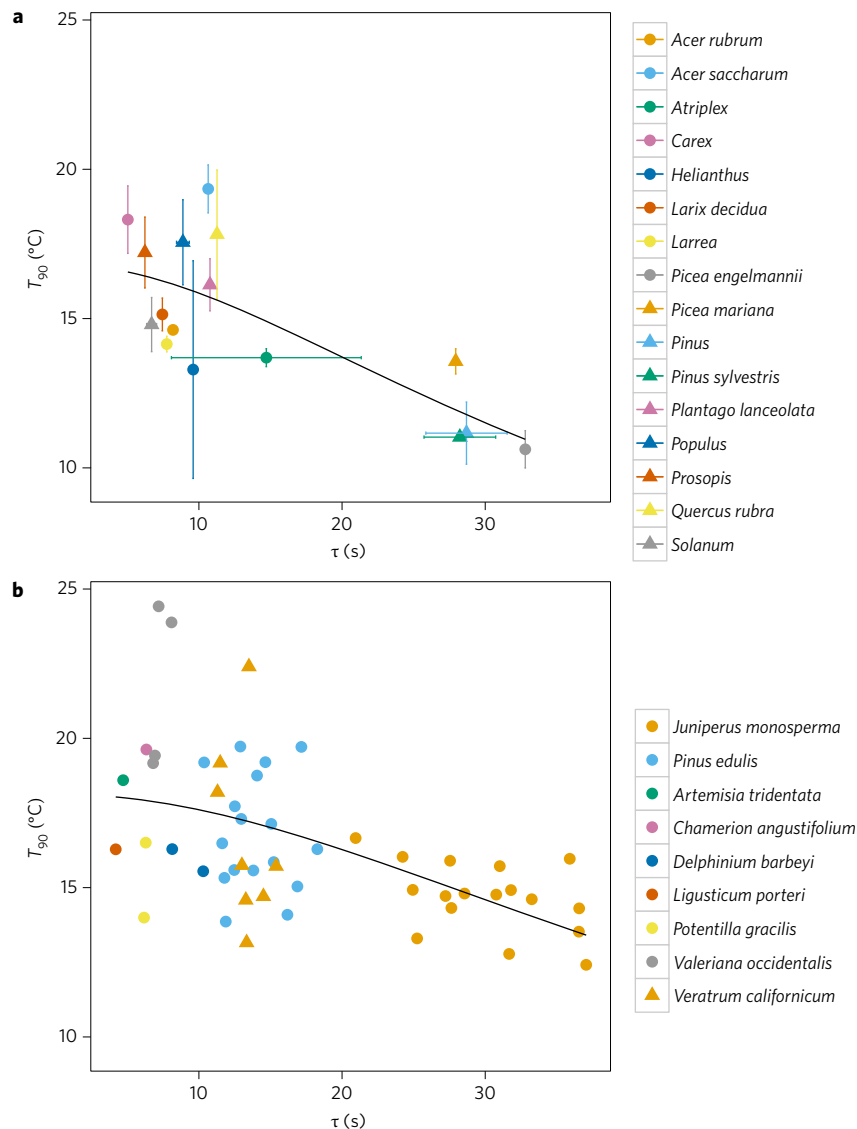 a
25
20
15
10
T90 (°C)
10 20 30
τ (s)
Acer rubrum
Acer saccharum
Atriplex
Carex
Helianthus
Larix decidua
Larrea
Picea engelmannii
Picea mariana
Pinus
Pinus sylvestris
Plantago lanceolata
Populus
Prosopis
Quercus rubra
Solanum
b
25
20
15
10
T90 (°C)
10 20 30
τ (s)
Juniperus monosperma
Pinus edulis
Artemisia tridentata
Chamerion angustifolium
Delphinium barbeyi
Ligusticum porteri
Potentilla gracilis
Valeriana occidentalis
Veratrum californicum